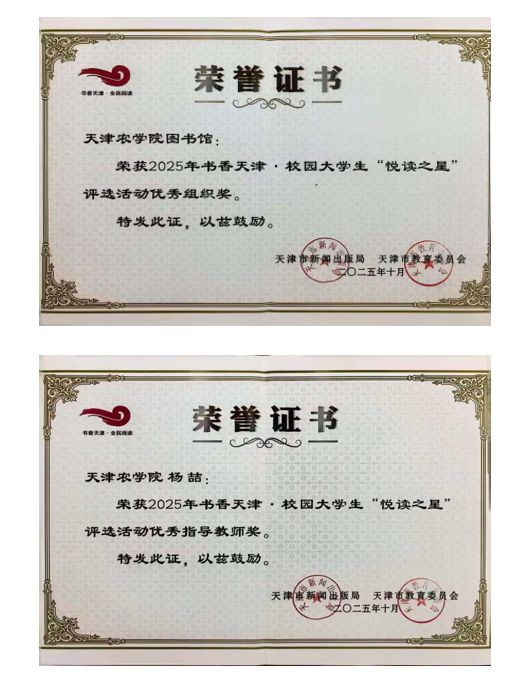 书香天津·全民阅读
荣誉证书
天津农学院图书馆：
荣获2025年书香天津·校园大学生“悦读之星”
评选活动优秀组织奖。
特发此证，以兹鼓励。
天津市新闻出版局 天津市教育委员会
二〇二五年十月
书香天津·全民阅读
荣誉证书
天津农学院 杨喆：
荣获2025年书香天津·校园大学生“悦读之星”
评选活动优秀指导教师奖。
特发此证，以兹鼓励。
天津市新闻出版局 天津市教育委员会
二〇二五年十月